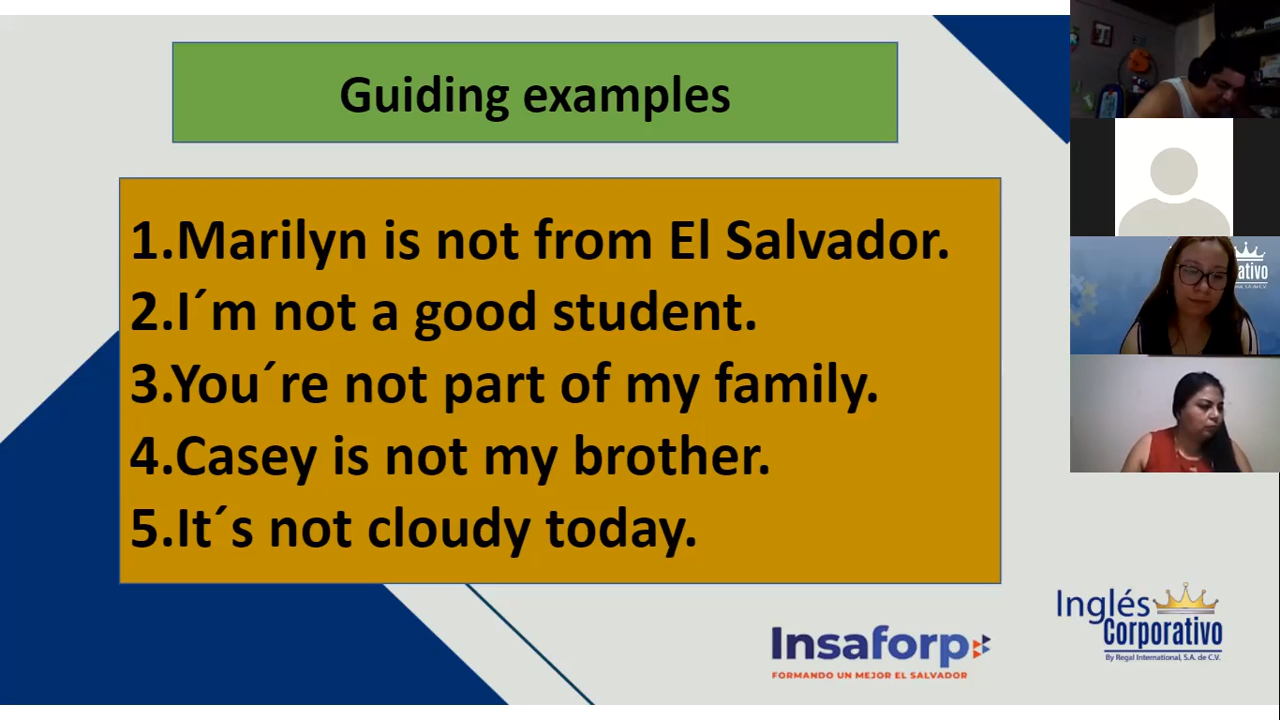 Guiding examples
1.Marilyn is not from El Salvador.
2.I´m not a good student.
3.You´re not part of my family.
4.Casey is not my brother.
5.It´s not cloudy today.
Insaforp
FORMANDO UN MEJOR EL SALVADOR
Inglés
Corporativo
By Regal International, S.A. de C.V.